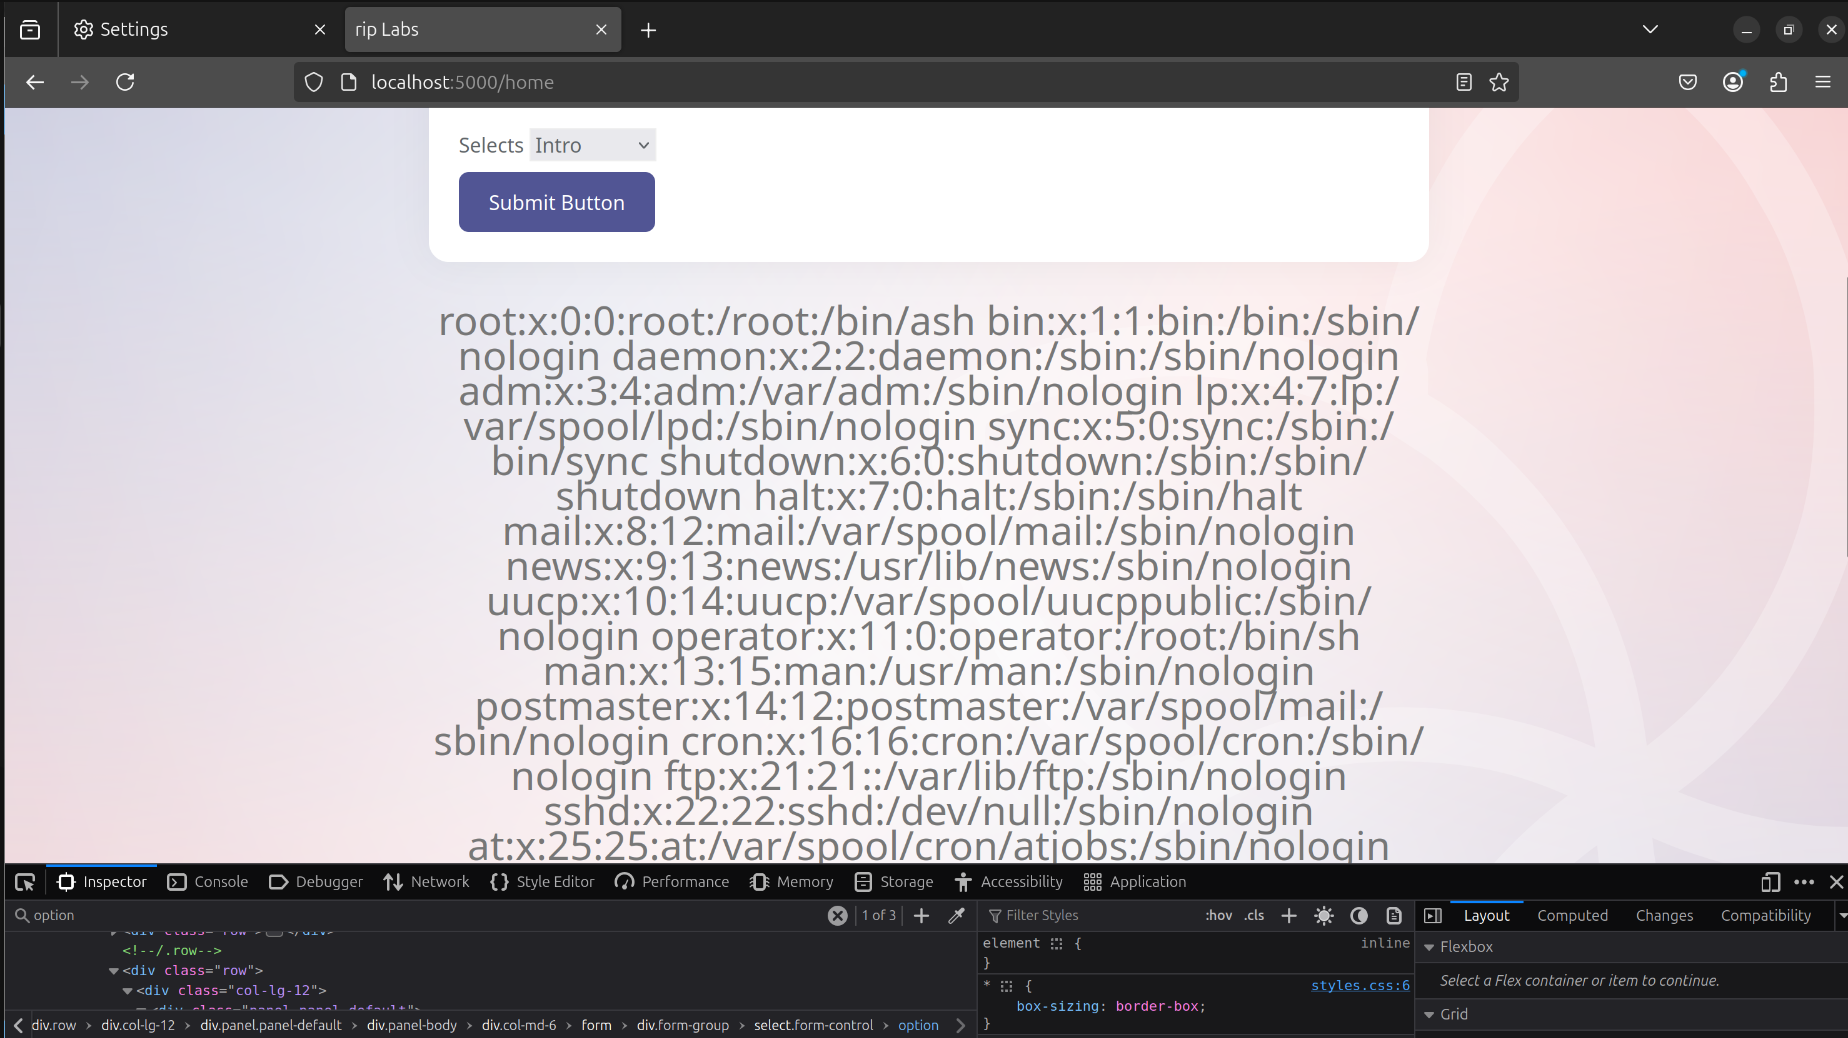 Settings
rip Labs
localhost:5000/home
Selects Intro
Submit Button
root:x:0:0:root:/root:/bin/ash bin:x:1:1:bin:/bin:/sbin/
nologin daemon:x:2:2:daemon:/sbin:/sbin/nologin
adm:x:3:4:adm:/var/adm:/sbin/nologin lp:x:4:7:lp:/
var/spool/lpd:/sbin/nologin sync:x:5:0:sync:/sbin:/
bin/sync shutdown:x:6:0:shutdown:/sbin:/sbin/
shutdown halt:x:7:0:halt:/sbin:/sbin/halt
mail:x:8:12:mail:/var/spool/mail:/sbin/nologin
news:x:9:13:news:/usr/lib/news:/sbin/nologin
uucp:x:10:14:uucp:/var/spool/uucppublic:/sbin/
nologin operator:x:11:0:operator:/root:/bin/sh
man:x:13:15:man:/usr/man:/sbin/nologin
postmaster:x:14:12:postmaster:/var/spool/mail:/
sbin/nologin cron:x:16:16:cron:/var/spool/cron:/sbin/
nologin ftp:x:21:21::/var/lib/ftp:/sbin/nologin
sshd:x:22:22:sshd:/dev/null:/sbin/nologin
at:x:25:25:at:/var/spool/cron/atjobs:/sbin/nologin
Inspector Console Debugger Network Style Editor Performance Memory Storage Accessibility Application
option 1 of 3
<div class="row"> </div>
<!--/.row-->
<div class="row">
<div class="col-lg-12">
<div class="panel panel-default">
div.row › div.col-lg-12 › div.panel.panel-default › div.panel-body › div.col-md-6 › form › div.form-group › select.form-control › option
Filter Styles :hov .cls
element { inline
}
* { styles.css:6
box-sizing: border-box;
}
Layout Computed Changes Compatibility
Flexbox
Select a Flex container or item to continue.
Grid